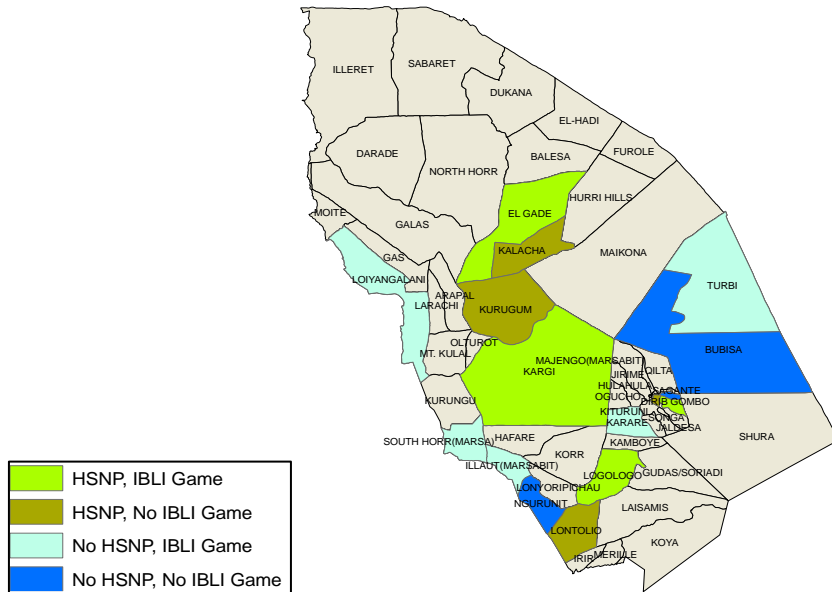 ILLERET
SABARET
DUKANA
EL-HADI
FUROLE
DARADE
BALESA
NORTH HORR
HURRI HILLS
MOITE
EL GADE
GALAS
KALACHA
MAIKONA
GAS
LOIYANGALANI
TURBI
ARAPAL
LARACHI
KURUGUM
OLTUROT
MT. KULAL
MAJENGO(MARSABIT)
BUBISA
KARGI
JIRIME
QILTA
HULAHULA
SAGANTE
OGUCHO
DIRIB GOMBO
KURUNGU
KITURUNI
SONGA
KARARE
JALDESA
SOUTH HORR(MARSA)
HAFARE
KAMBOYE
SHURA
KORR
ILLAUT(MARSABIT)
LOGOLOGO
GUDAS/SORIADI
LONYORIPICHAU
NGURUNIT
LAISAMIS
LONTOLIO
KOYA
MERILLE
IRIR
HSNP, IBLI Game
HSNP, No IBLI Game
No HSNP, IBLI Game
No HSNP, No IBLI Game